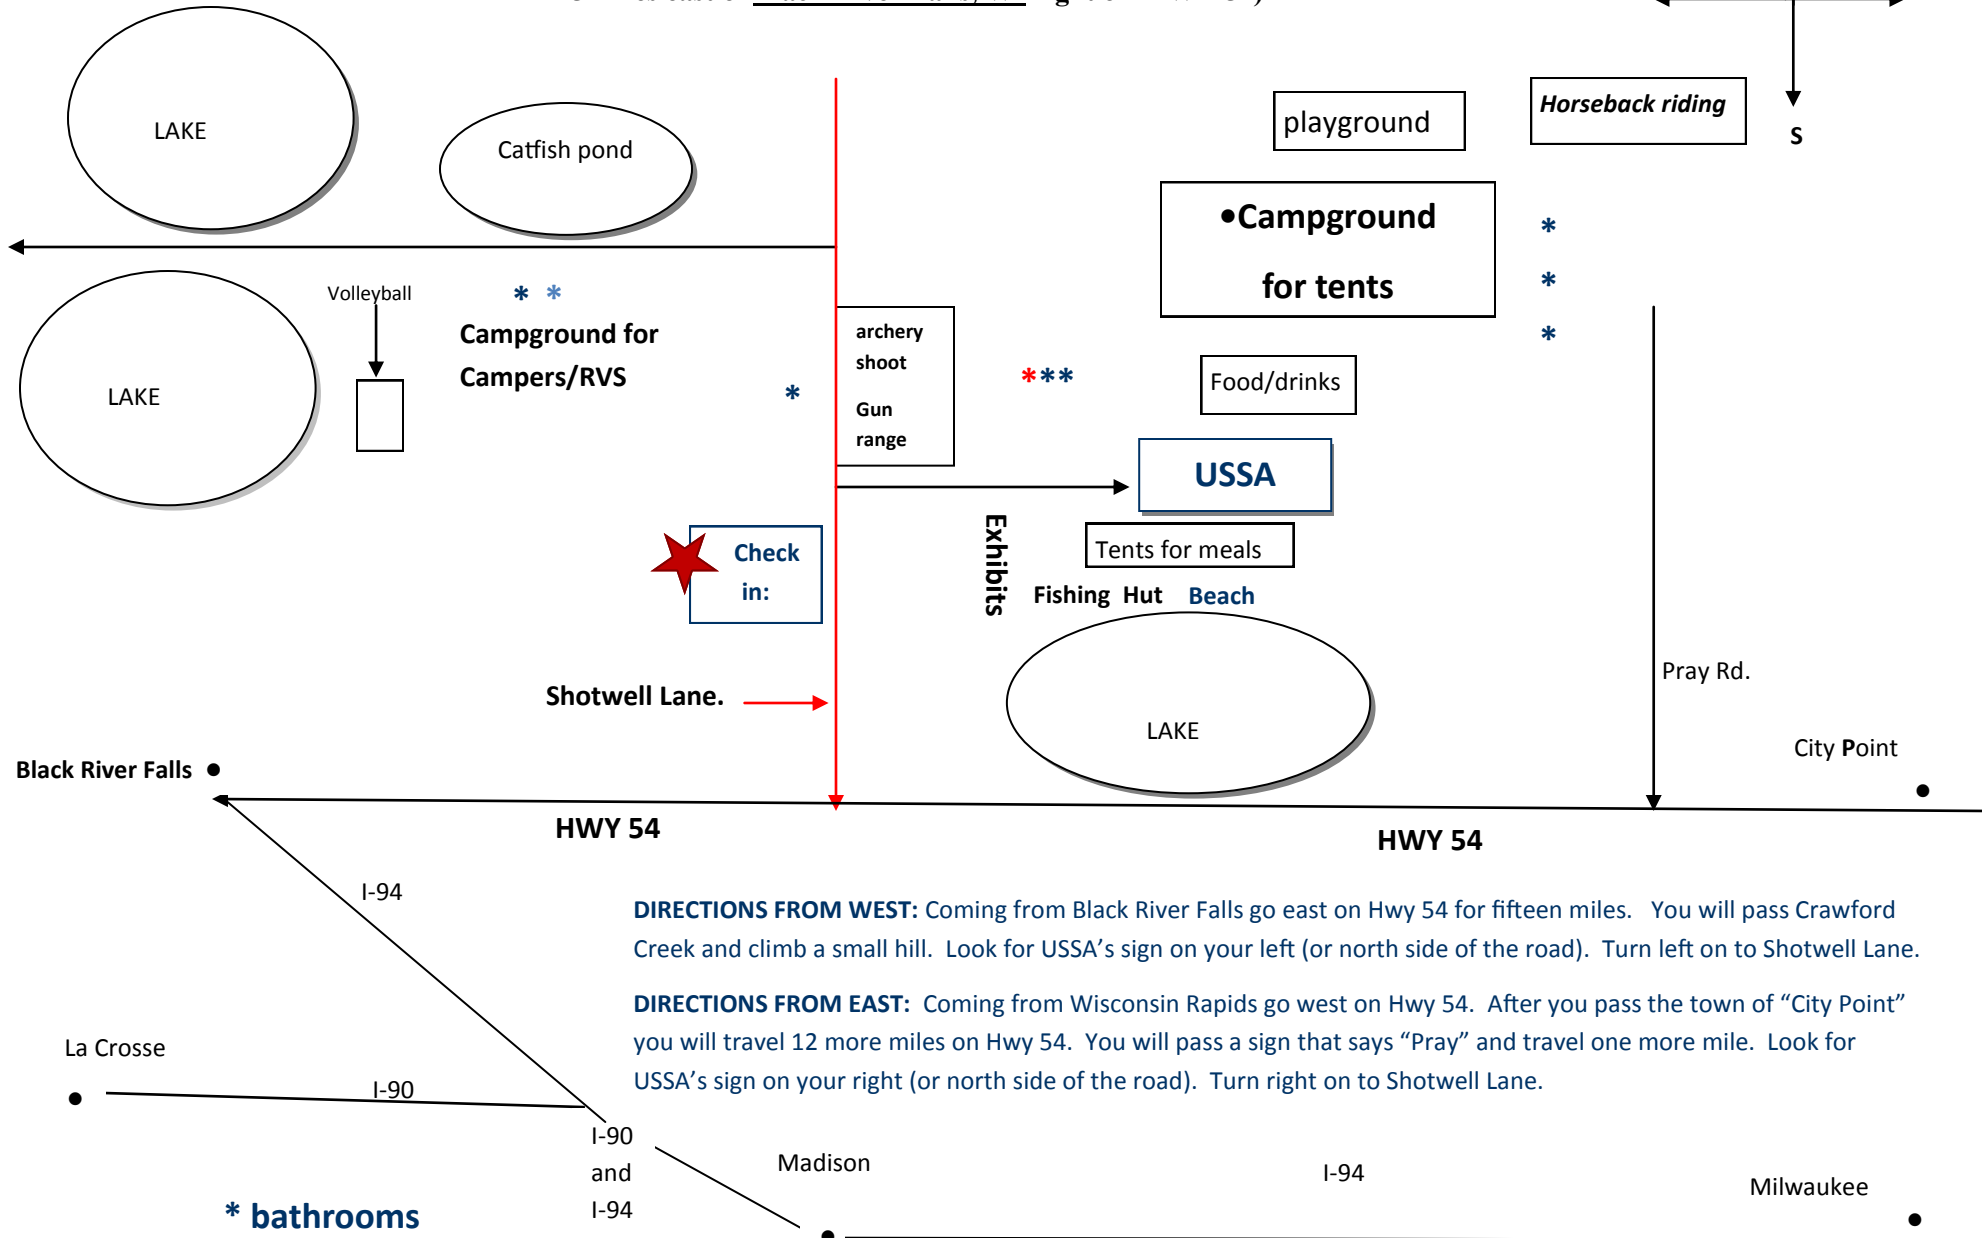 S
LAKE
Catfish pond
playground
Horseback riding
•Campground
for tents
*
*
*
Volleyball
* *
Campground for
Campers/RVS
*
archery
shoot
Gun
range
***
Food/drinks
LAKE
USSA
Check
in:
Exhibits
Tents for meals
Fishing Hut Beach
LAKE
Shotwell Lane.
Pray Rd.
City Point
Black River Falls
HWY 54
HWY 54
I-94
DIRECTIONS FROM WEST: Coming from Black River Falls go east on Hwy 54 for fifteen miles. You will pass Crawford
Creek and climb a small hill. Look for USSA’s sign on your left (or north side of the road). Turn left on to Shotwell Lane.
DIRECTIONS FROM EAST: Coming from Wisconsin Rapids go west on Hwy 54. After you pass the town of “City Point”
you will travel 12 more miles on Hwy 54. You will pass a sign that says “Pray” and travel one more mile. Look for
USSA’s sign on your right (or north side of the road). Turn right on to Shotwell Lane.
La Crosse
I-90
I-90
and
I-94
Madison
I-94
Milwaukee
* bathrooms